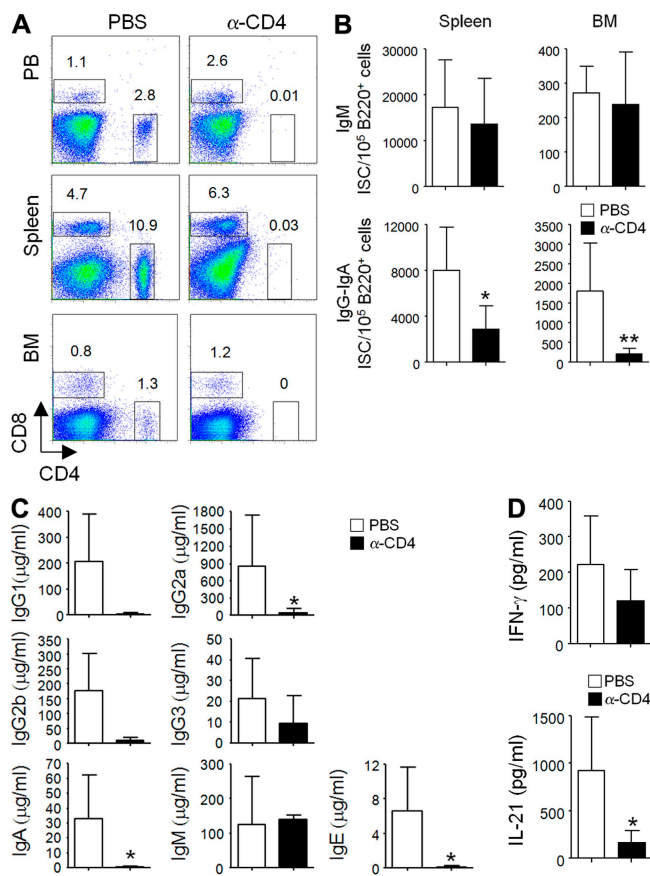 A
PBS
α-CD4
PB
1.1
2.8
2.6
0.01
Spleen
4.7
10.9
6.3
0.03
BM
0.8
1.3
1.2
0
CD8
CD4
B
Spleen
BM
IgM
ISC/10⁵ B220⁺ cells
30000
20000
10000
0
400
300
200
100
0
IgG-IgA
ISC/10⁵ B220⁺ cells
12000
8000
4000
0
*
PBS
α-CD4
3500
3000
2500
2000
1500
1000
500
0
**
C
IgG1(μg/ml)
400
300
200
100
0
IgG2a (μg/ml)
1800
1500
1200
900
600
300
0
*
PBS
α-CD4
IgG2b (μg/ml)
350
300
250
200
150
100
50
0
IgG3 (μg/ml)
50
40
30
20
10
0
IgA (μg/ml)
70
60
50
40
30
20
10
0
*
IgM (μg/ml)
300
200
100
0
IgE (μg/ml)
12
8
4
0
*
D
IFN-γ (pg/ml)
400
300
200
100
0
PBS
α-CD4
IL-21 (pg/ml)
1500
1000
500
0
*